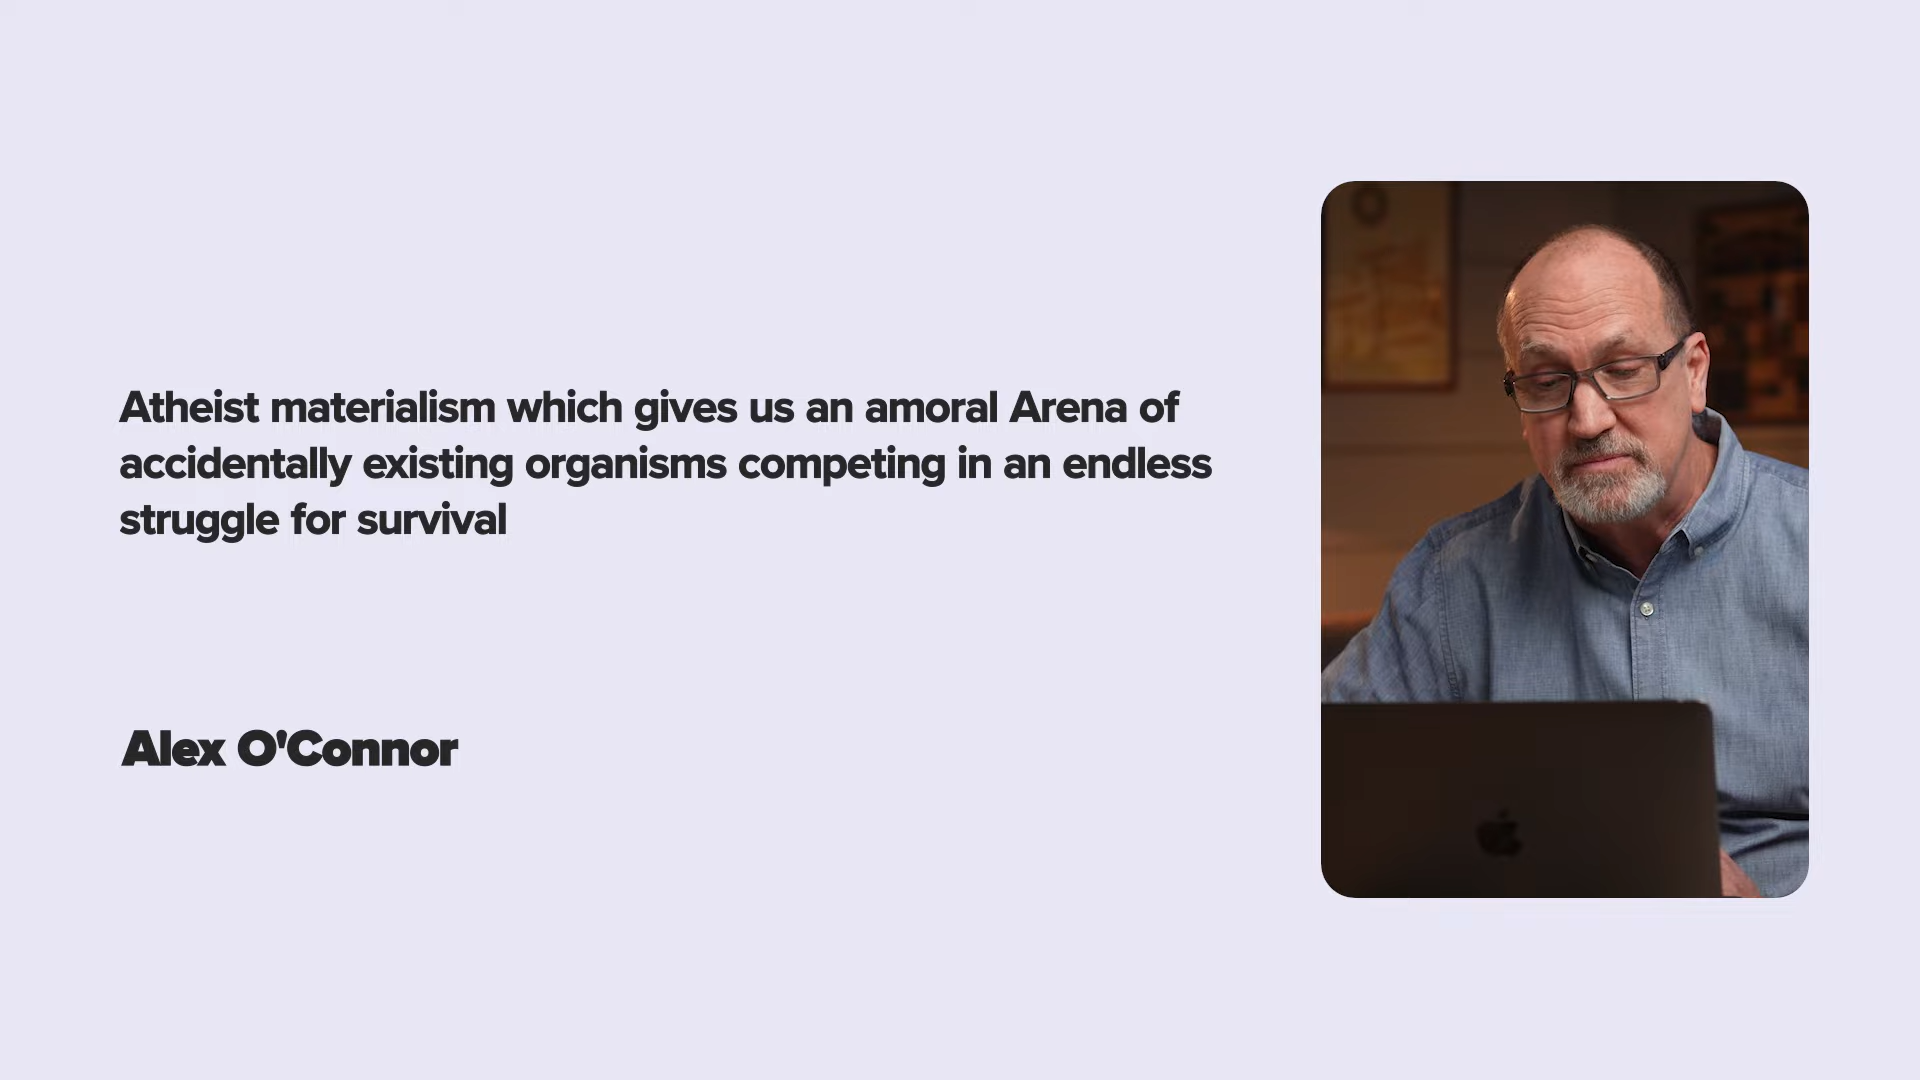 Atheist materialism which gives us an amoral Arena of
accidentally existing organisms competing in an endless
struggle for survival
Alex O'Connor